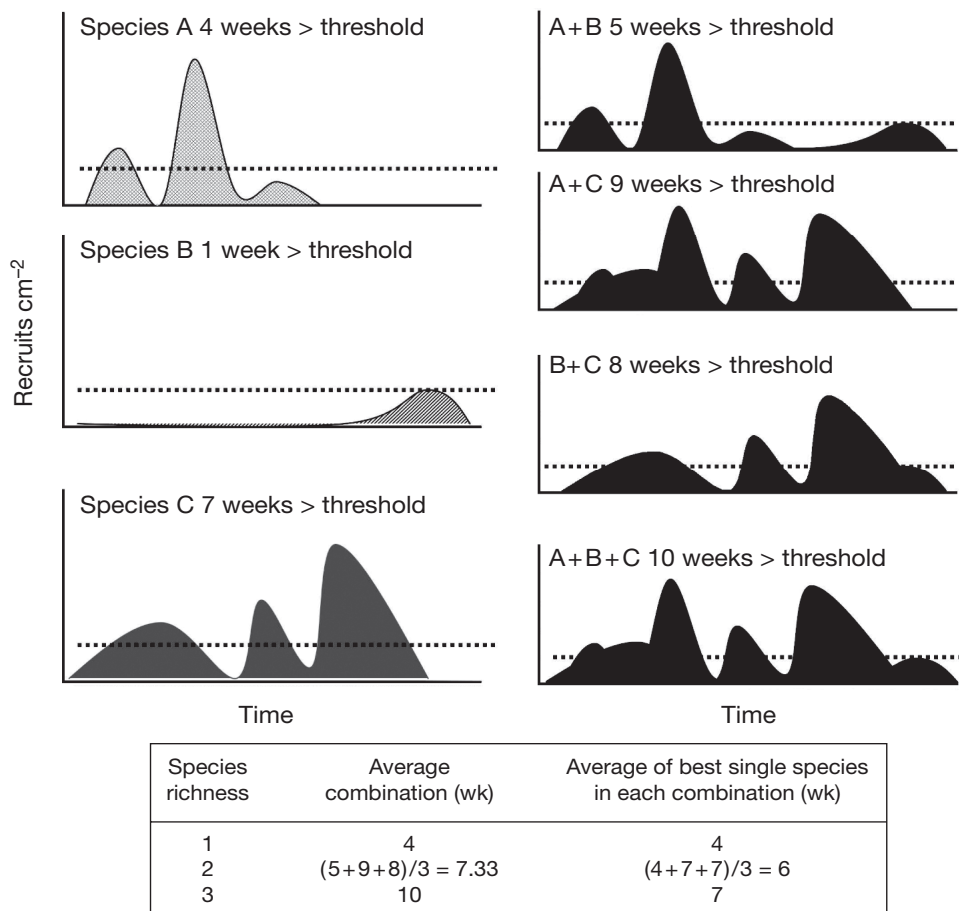 Species A 4 weeks > threshold
Species B 1 week > threshold
Species C 7 weeks > threshold
Recruits cm⁻²
Time
A+B 5 weeks > threshold
A+C 9 weeks > threshold
B+C 8 weeks > threshold
A+B+C 10 weeks > threshold
Time
Species Average Average of best single species
richness combination (wk) in each combination (wk)
1 4 4
2 (5+9+8)/3 = 7.33 (4+7+7)/3 = 6
3 10 7